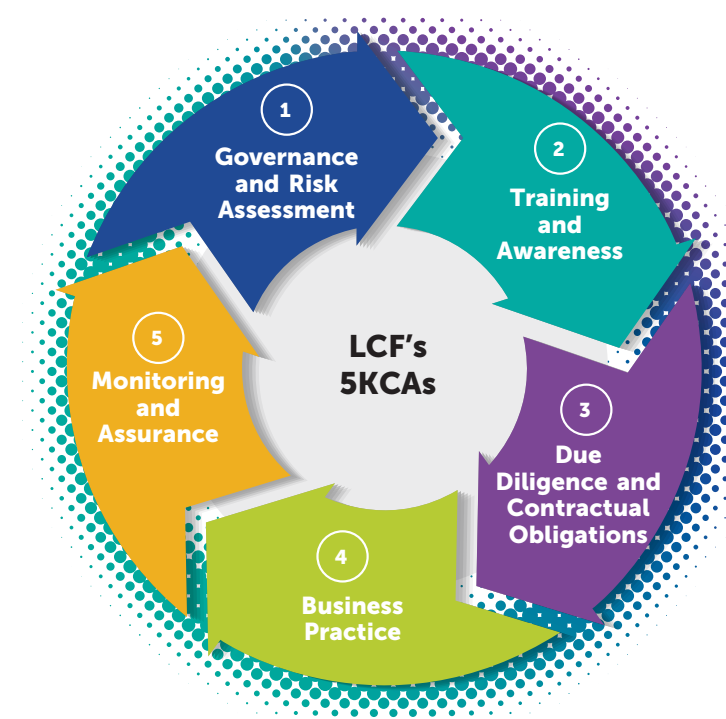 1
Governance
and Risk
Assessment
2
Training
and
Awareness
3
Due
Diligence and
Contractual
Obligations
4
Business
Practice
5
Monitoring
and
Assurance
LCF's
5KCAs